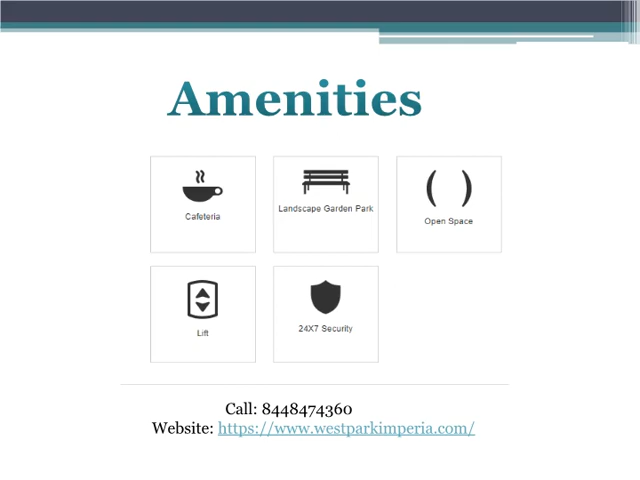 Amenities
Cafeteria
Landscape Garden Park
Open Space
Lift
24X7 Security
Call: 8448474360
Website: https://www.westparkimperia.com/